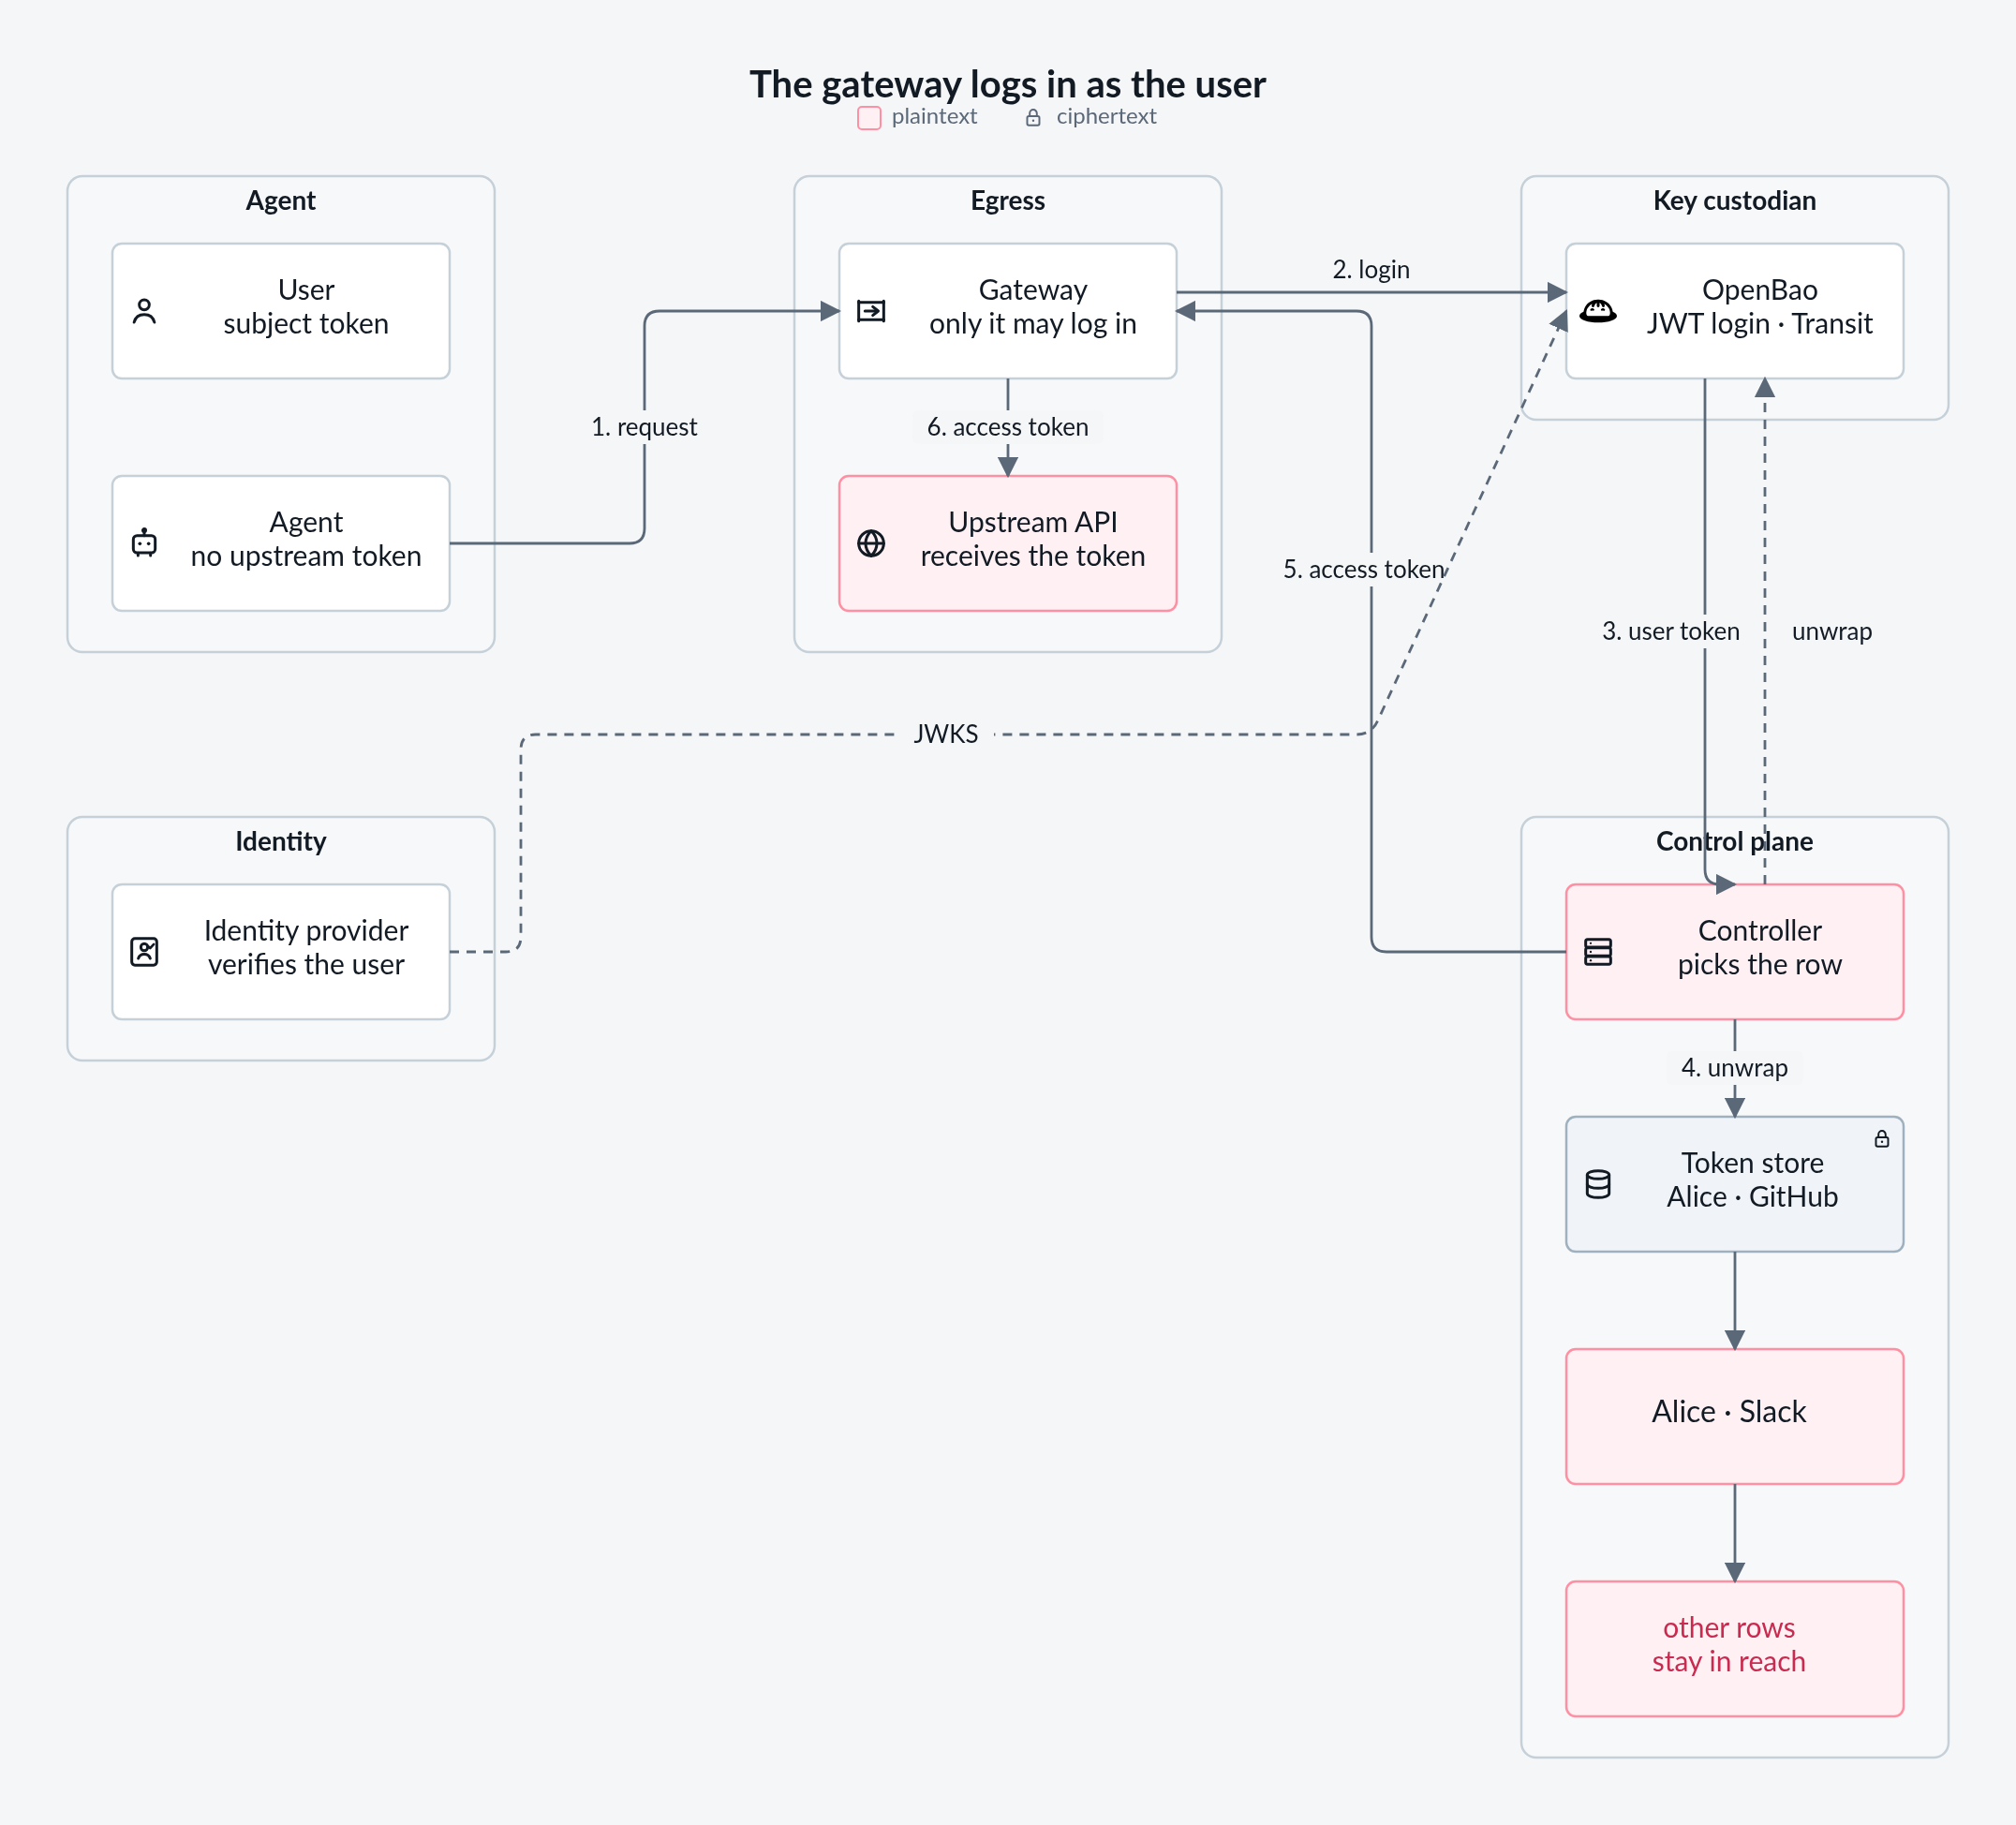 The gateway logs in as the user
plaintext
ciphertext
Agent
User
subject token
Agent
no upstream token
1. request
Egress
Gateway
only it may log in
6. access token
Upstream API
receives the token
2. login
5. access token
Key custodian
OpenBao
JWT login · Transit
3. user token
unwrap
JWKS
Identity
Identity provider
verifies the user
Control plane
Controller
picks the row
4. unwrap
Token store
Alice · GitHub
Alice · Slack
other rows
stay in reach